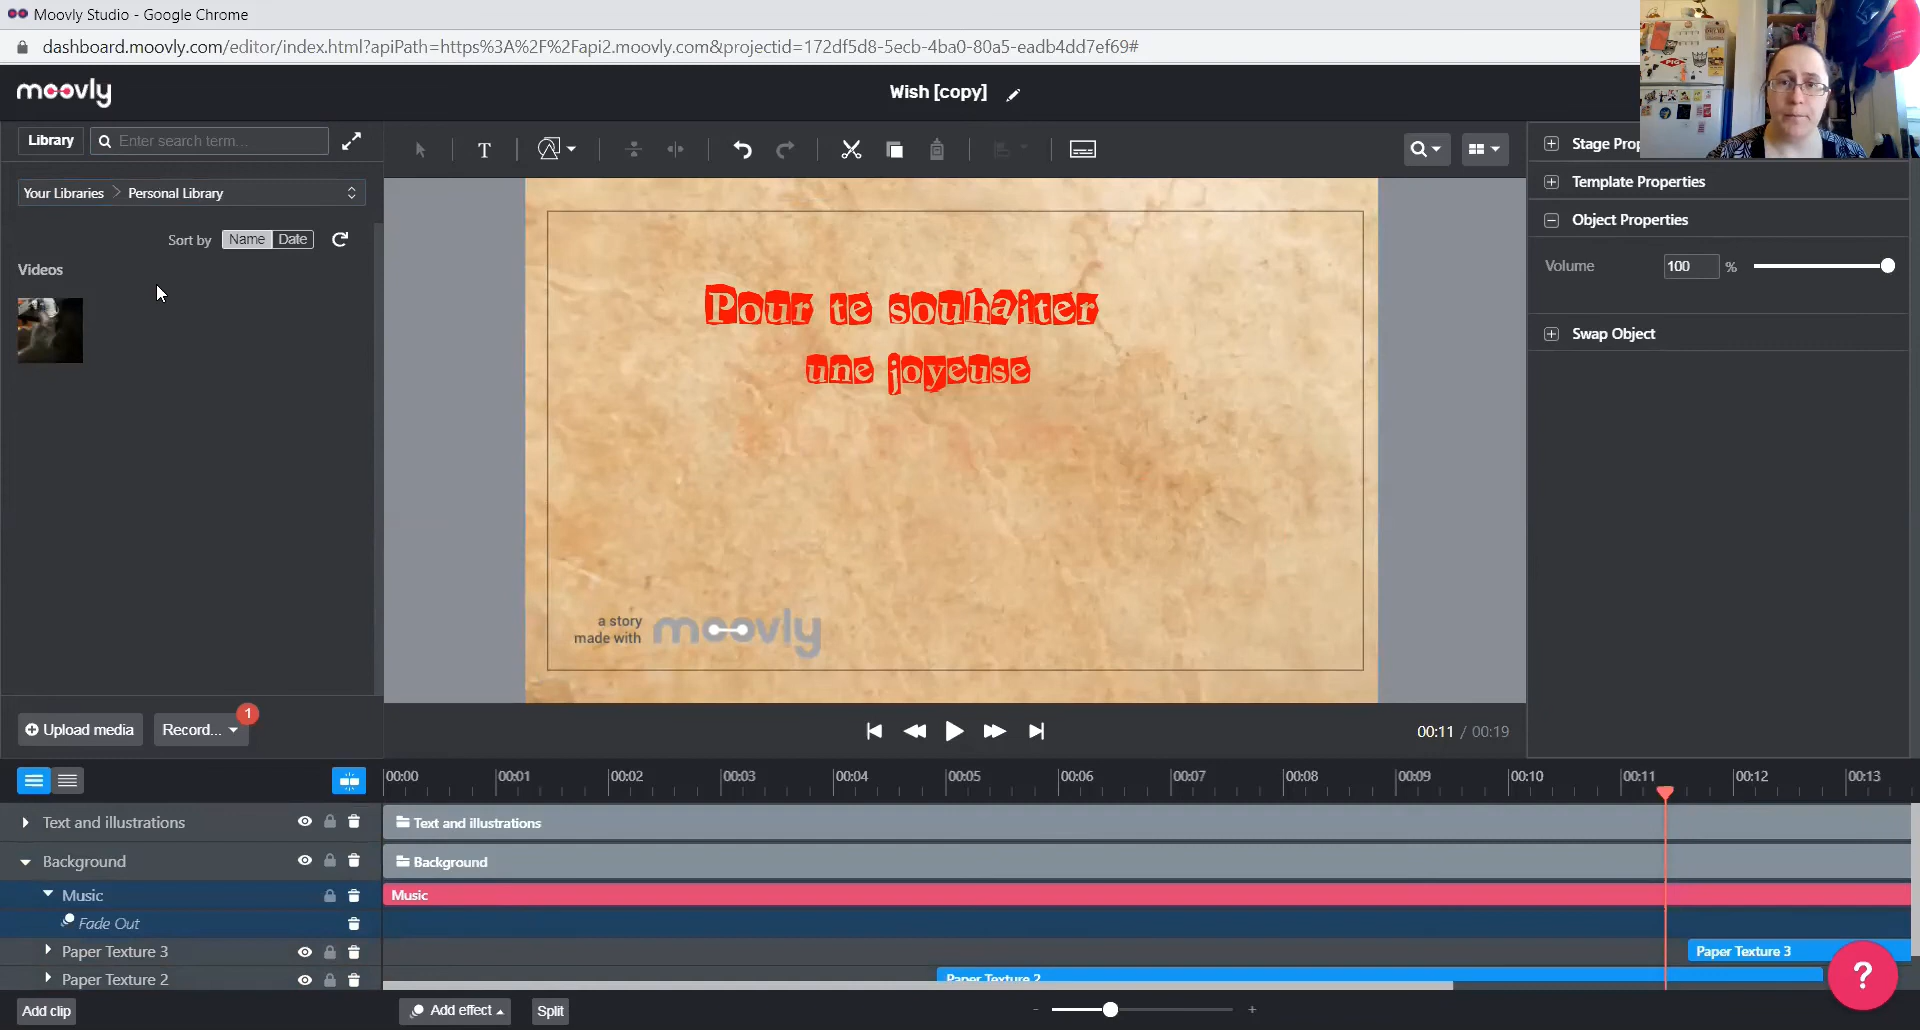 Moovly Studio - Google Chrome
dashboard.moovly.com/editor/index.html?apiPath=https%3A%2F%2Fapi2.moovly.com&projectid=172df5d8-5ecb-4ba0-80a5-eadb4dd7ef69#
moovly
Wish [copy]
Library
Enter search term...
T
Stage Prop
Your Libraries > Personal Library
Template Properties
Sort by Name Date
Object Properties
Videos
Volume 100 %
Swap Object
Pour te souhaiter
une joyeuse
a story
made with moovly
Upload media
Record...
1
00:11 / 00:19
00:00 00:01 00:02 00:03 00:04 00:05 00:06 00:07 00:08 00:09 00:10 00:11 00:12 00:13
Text and illustrations
Text and illustrations
Background
Background
Music
Music
Fade Out
Paper Texture 3
Paper Texture 3
Paper Texture 2
Paper Texture 2
?
Add clip
Add effect
Split
- +